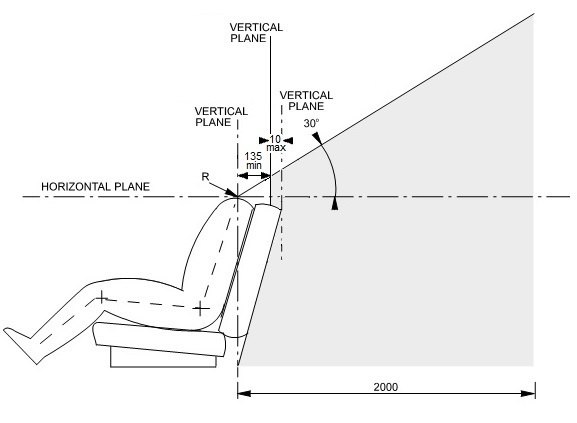 VERTICAL
PLANE
VERTICAL
PLANE
VERTICAL
PLANE
30°
10
max
135
min
R
HORIZONTAL PLANE
2000